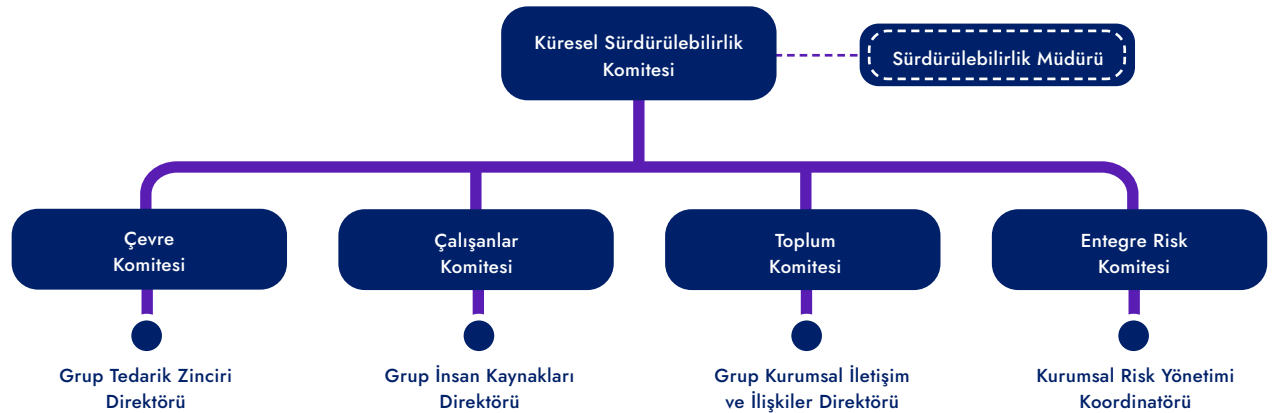 Küresel Sürdürülebilirlik
Komitesi
Sürdürülebilirlik Müdürü
Çevre
Komitesi
Çalışanlar
Komitesi
Toplum
Komitesi
Entegre Risk
Komitesi
Grup Tedarik Zinciri
Direktörü
Grup İnsan Kaynakları
Direktörü
Grup Kurumsal İletişim
ve İlişkiler Direktörü
Kurumsal Risk Yönetimi
Koordinatörü